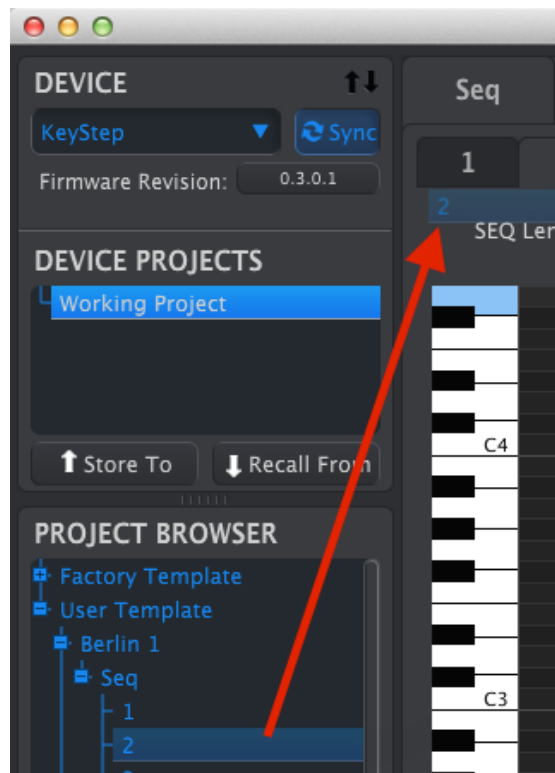 DEVICE
KeyStep
Sync
Firmware Revision: 0.3.0.1
DEVICE PROJECTS
Working Project
Store To
Recall From
PROJECT BROWSER
Factory Template
User Template
Berlin 1
Seq
1
2
Seq
1
2
SEQ Len
C4
C3